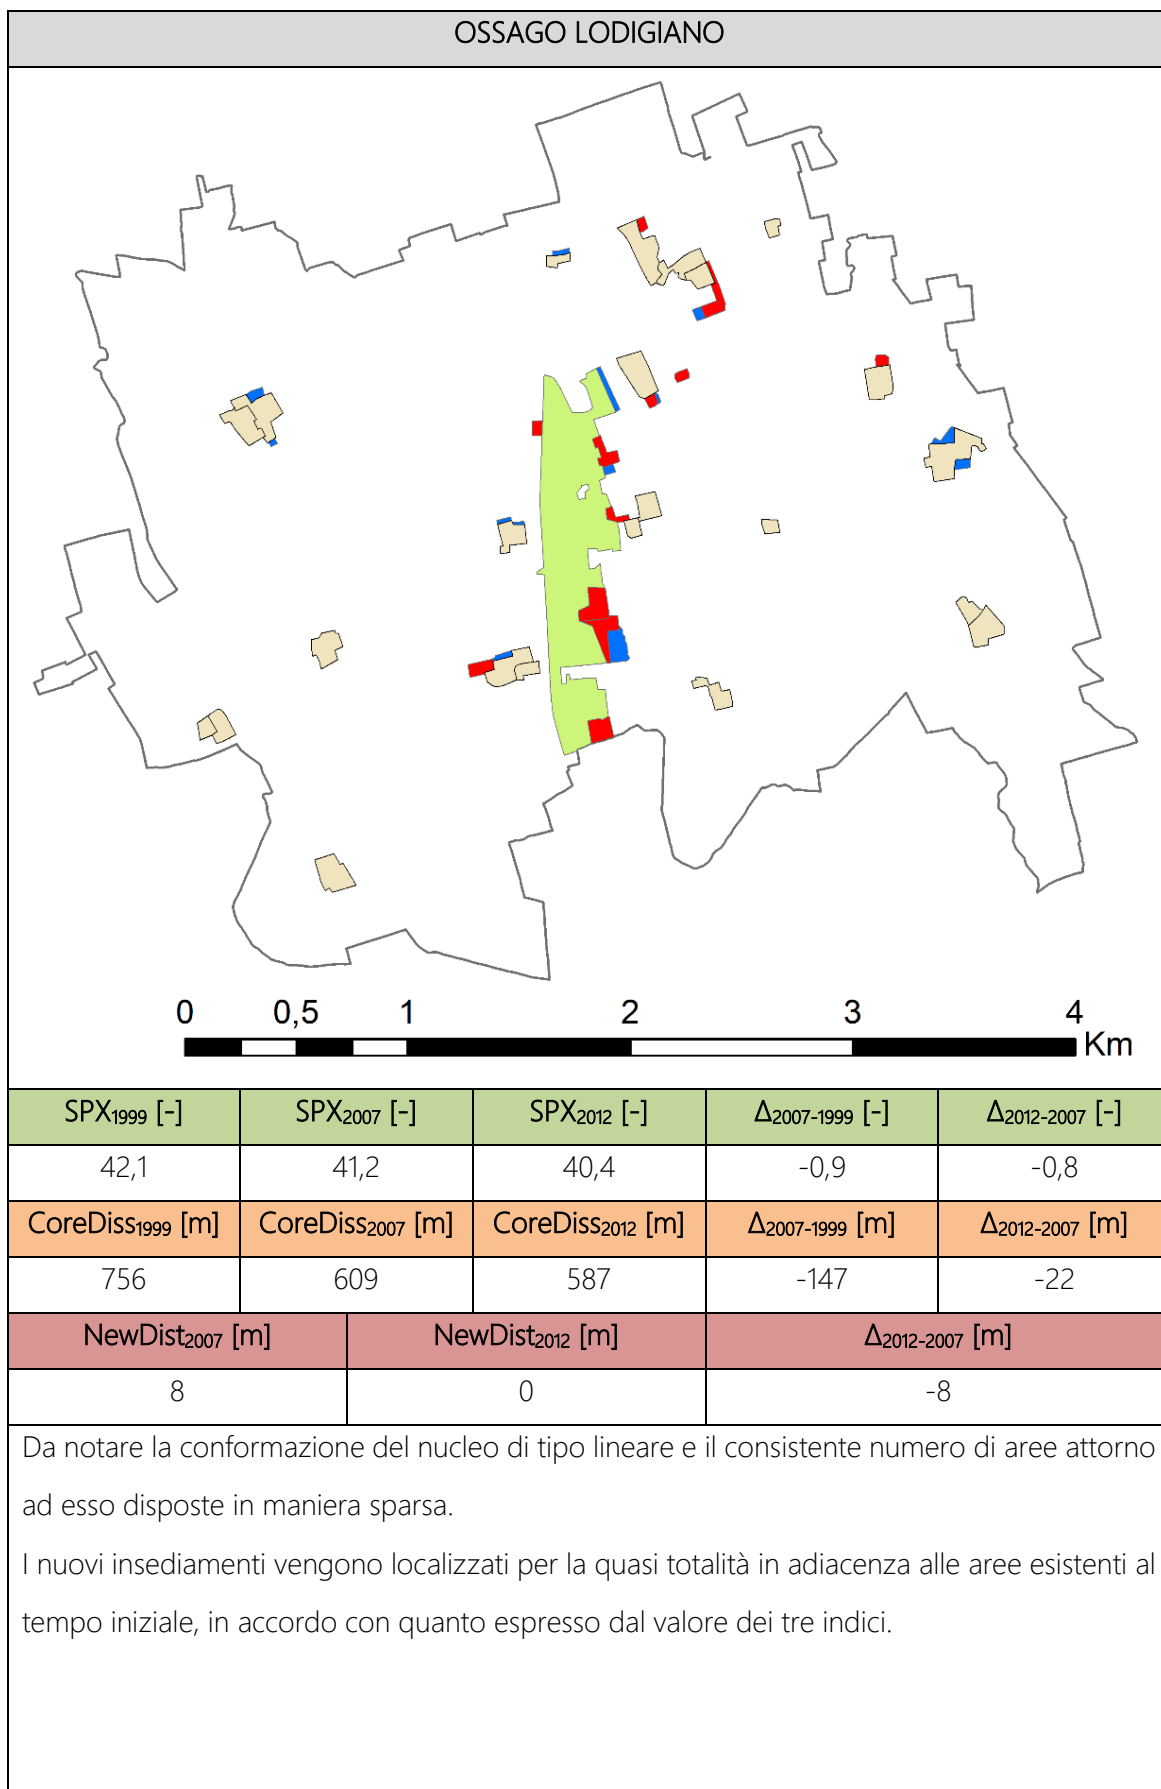 OSSAGO LODIGIANO
0 0,5 1 2 3 4
Km
SPX1999 [-] SPX2007 [-] SPX2012 [-] Δ2007-1999 [-] Δ2012-2007 [-]
42,1 41,2 40,4 -0,9 -0,8
CoreDiss1999 [m] CoreDiss2007 [m] CoreDiss2012 [m] Δ2007-1999 [m] Δ2012-2007 [m]
756 609 587 -147 -22
NewDist2007 [m] NewDist2012 [m] Δ2012-2007 [m]
8 0 -8
Da notare la conformazione del nucleo di tipo lineare e il consistente numero di aree attorno
ad esso disposte in maniera sparsa.
I nuovi insediamenti vengono localizzati per la quasi totalità in adiacenza alle aree esistenti al
tempo iniziale, in accordo con quanto espresso dal valore dei tre indici.